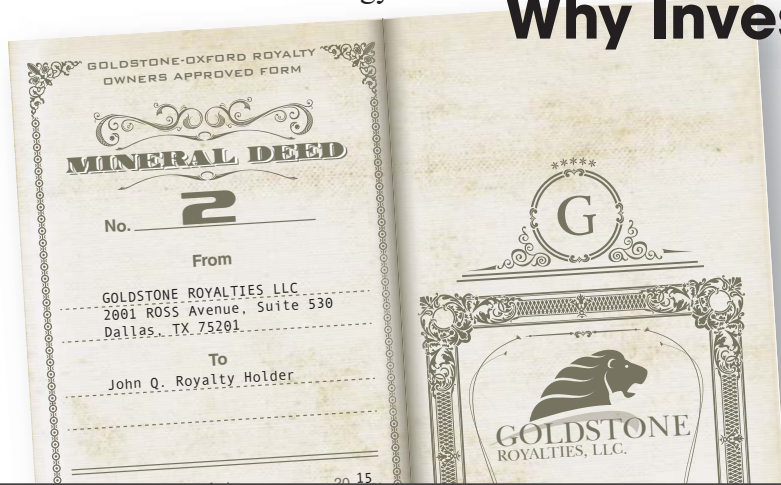 Why Inves
GOLDSTONE-OXFORD ROYALTY
OWNERS APPROVED FORM
MINERAL DEED
No. 2
From
GOLDSTONE ROYALTIES LLC
2001 ROSS Avenue, Suite 530
Dallas, TX 75201
To
John Q. Royalty Holder
20 15
****
G
GOLDSTONE
ROYALTIES, LLC.